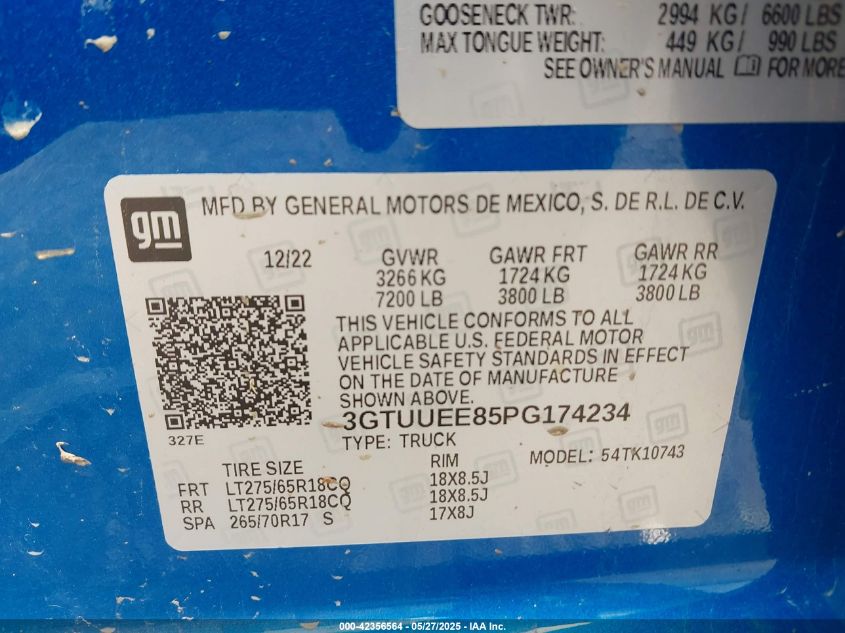 GOOSENECK TWR: 2994 KG/ 6600 LBS
MAX TONGUE WEIGHT: 449 KG/ 990 LBS
SEE OWNER'S MANUAL FOR MORE
gm
MFD BY GENERAL MOTORS DE MEXICO, S. DE R.L. DE C.V.
12/22 GVWR GAWR FRT GAWR RR
3266 KG 1724 KG 1724 KG
7200 LB 3800 LB 3800 LB
THIS VEHICLE CONFORMS TO ALL
APPLICABLE U.S. FEDERAL MOTOR
VEHICLE SAFETY STANDARDS IN EFFECT
ON THE DATE OF MANUFACTURE
SHOWN ABOVE.
3GTUUEE85PG174234
327E
TYPE: TRUCK MODEL: 54TK10743
TIRE SIZE RIM
FRT LT275/65R18CQ 18X8.5J
RR LT275/65R18CQ 18X8.5J
SPA 265/70R17 S 17X8J
000-42356564 - 05/27/2025 - IAA Inc.